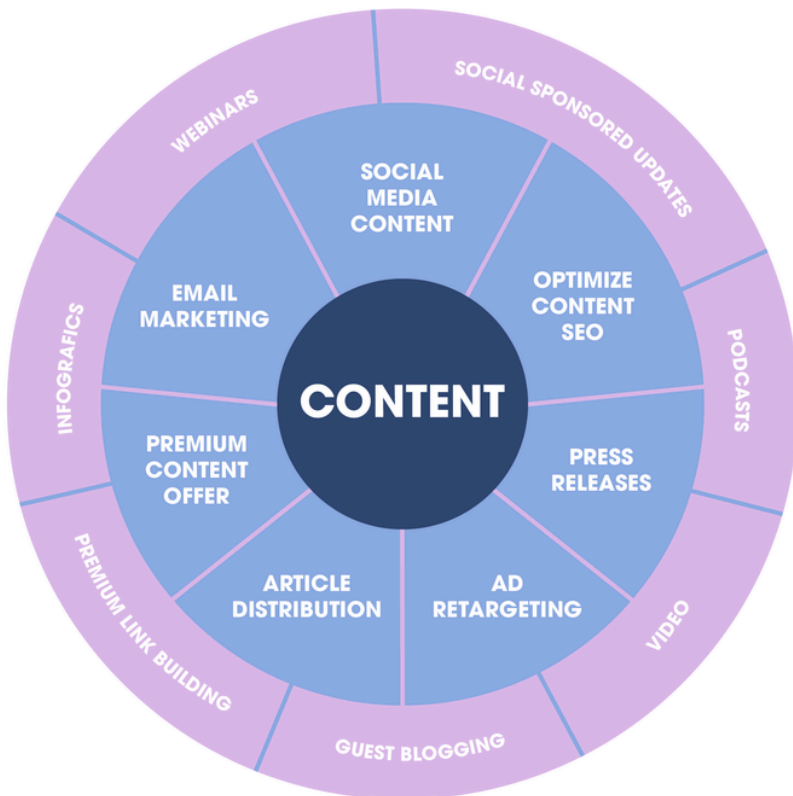 WEBINARS
SOCIAL SPONSORED UPDATES
SOCIAL
MEDIA
CONTENT
EMAIL
MARKETING
OPTIMIZE
CONTENT
SEO
INFOGRAFICS
PODCASTS
CONTENT
PREMIUM
CONTENT
OFFER
PRESS
RELEASES
ARTICLE
DISTRIBUTION
AD
RETARGETING
PREMIUM LINK BUILDING
VIDEO
GUEST BLOGGING